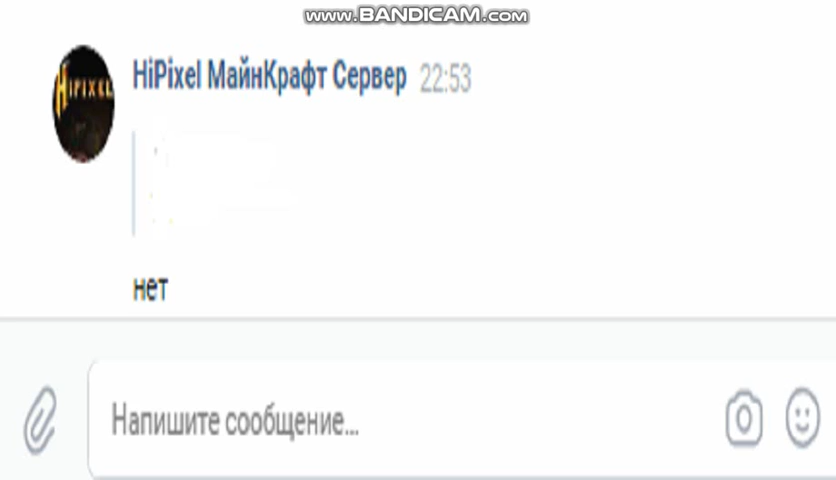 www.BANDICAM.com
HIPIXEL
HiPixel МайнКрафт Сервер 22:53
нет
Напишите сообщение...